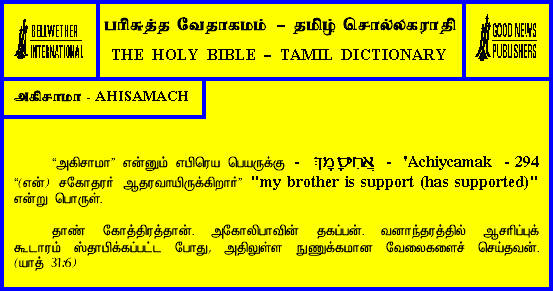 BELLWETHER
INTERNATIONAL
பரிசுத்த வேதாகமம் – தமிழ் சொல்லகராதி
THE HOLY BIBLE – TAMIL DICTIONARY
GOOD NEWS
PUBLISHERS
அகிசாமா - AHISAMACH
“அகிசாமா” என்னும் எபிரெய பெயருக்கு - אֲחִיסָמָךְ - 'Achiycamak - 294
“(என்) சகோதரர் ஆதரவாயிருக்கிறார்” "my brother is support (has supported)"
என்று பொருள்.
தாண் கோத்திரத்தான். அகோலிபாவின் தகப்பன். வனாந்தரத்தில் ஆசரிப்புக்
கூடாரம் ஸ்தாபிக்கப்பட்ட போது, அதிலுள்ள நுணுக்கமான வேலைகளைச் செய்தவன்.
(யாத் 31:6)